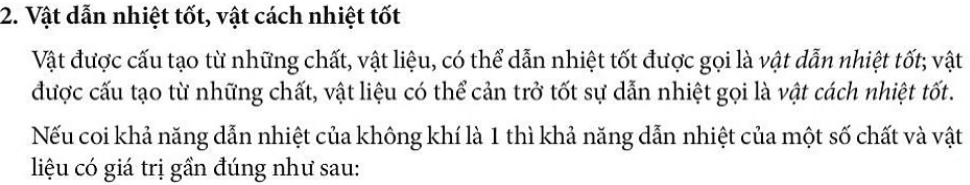 2. Vật dẫn nhiệt tốt, vật cách nhiệt tốt
Vật được cấu tạo từ những chất, vật liệu, có thể dẫn nhiệt tốt được gọi là vật dẫn nhiệt tốt; vật
được cấu tạo từ những chất, vật liệu có thể cản trở tốt sự dẫn nhiệt gọi là vật cách nhiệt tốt.
Nếu coi khả năng dẫn nhiệt của không khí là 1 thì khả năng dẫn nhiệt của một số chất và vật
liệu có giá trị gần đúng như sau: